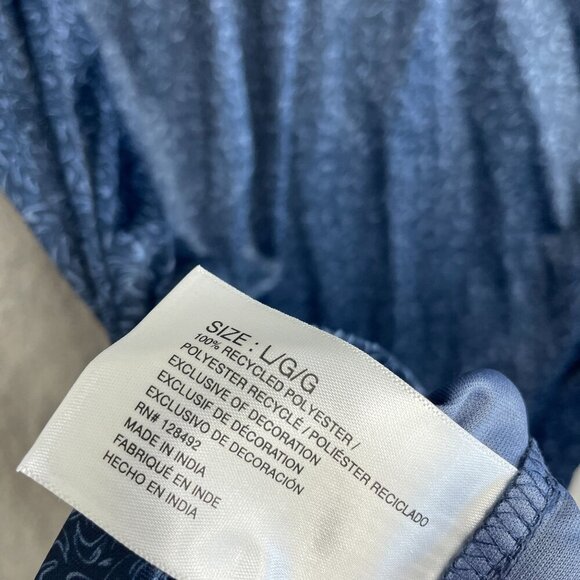 SIZE : L/G/G
100% RECYCLED POLYESTER/
POLYESTER RECYCLÉ / POLIÉSTER RECICLADO
EXCLUSIVE OF DECORATION
EXCLUSIF DE DÉCORATION
EXCLUSIVO DE DECORACIÓN
RN# 128492
MADE IN INDIA
FABRIQUÉ EN INDE
HECHO EN INDIA